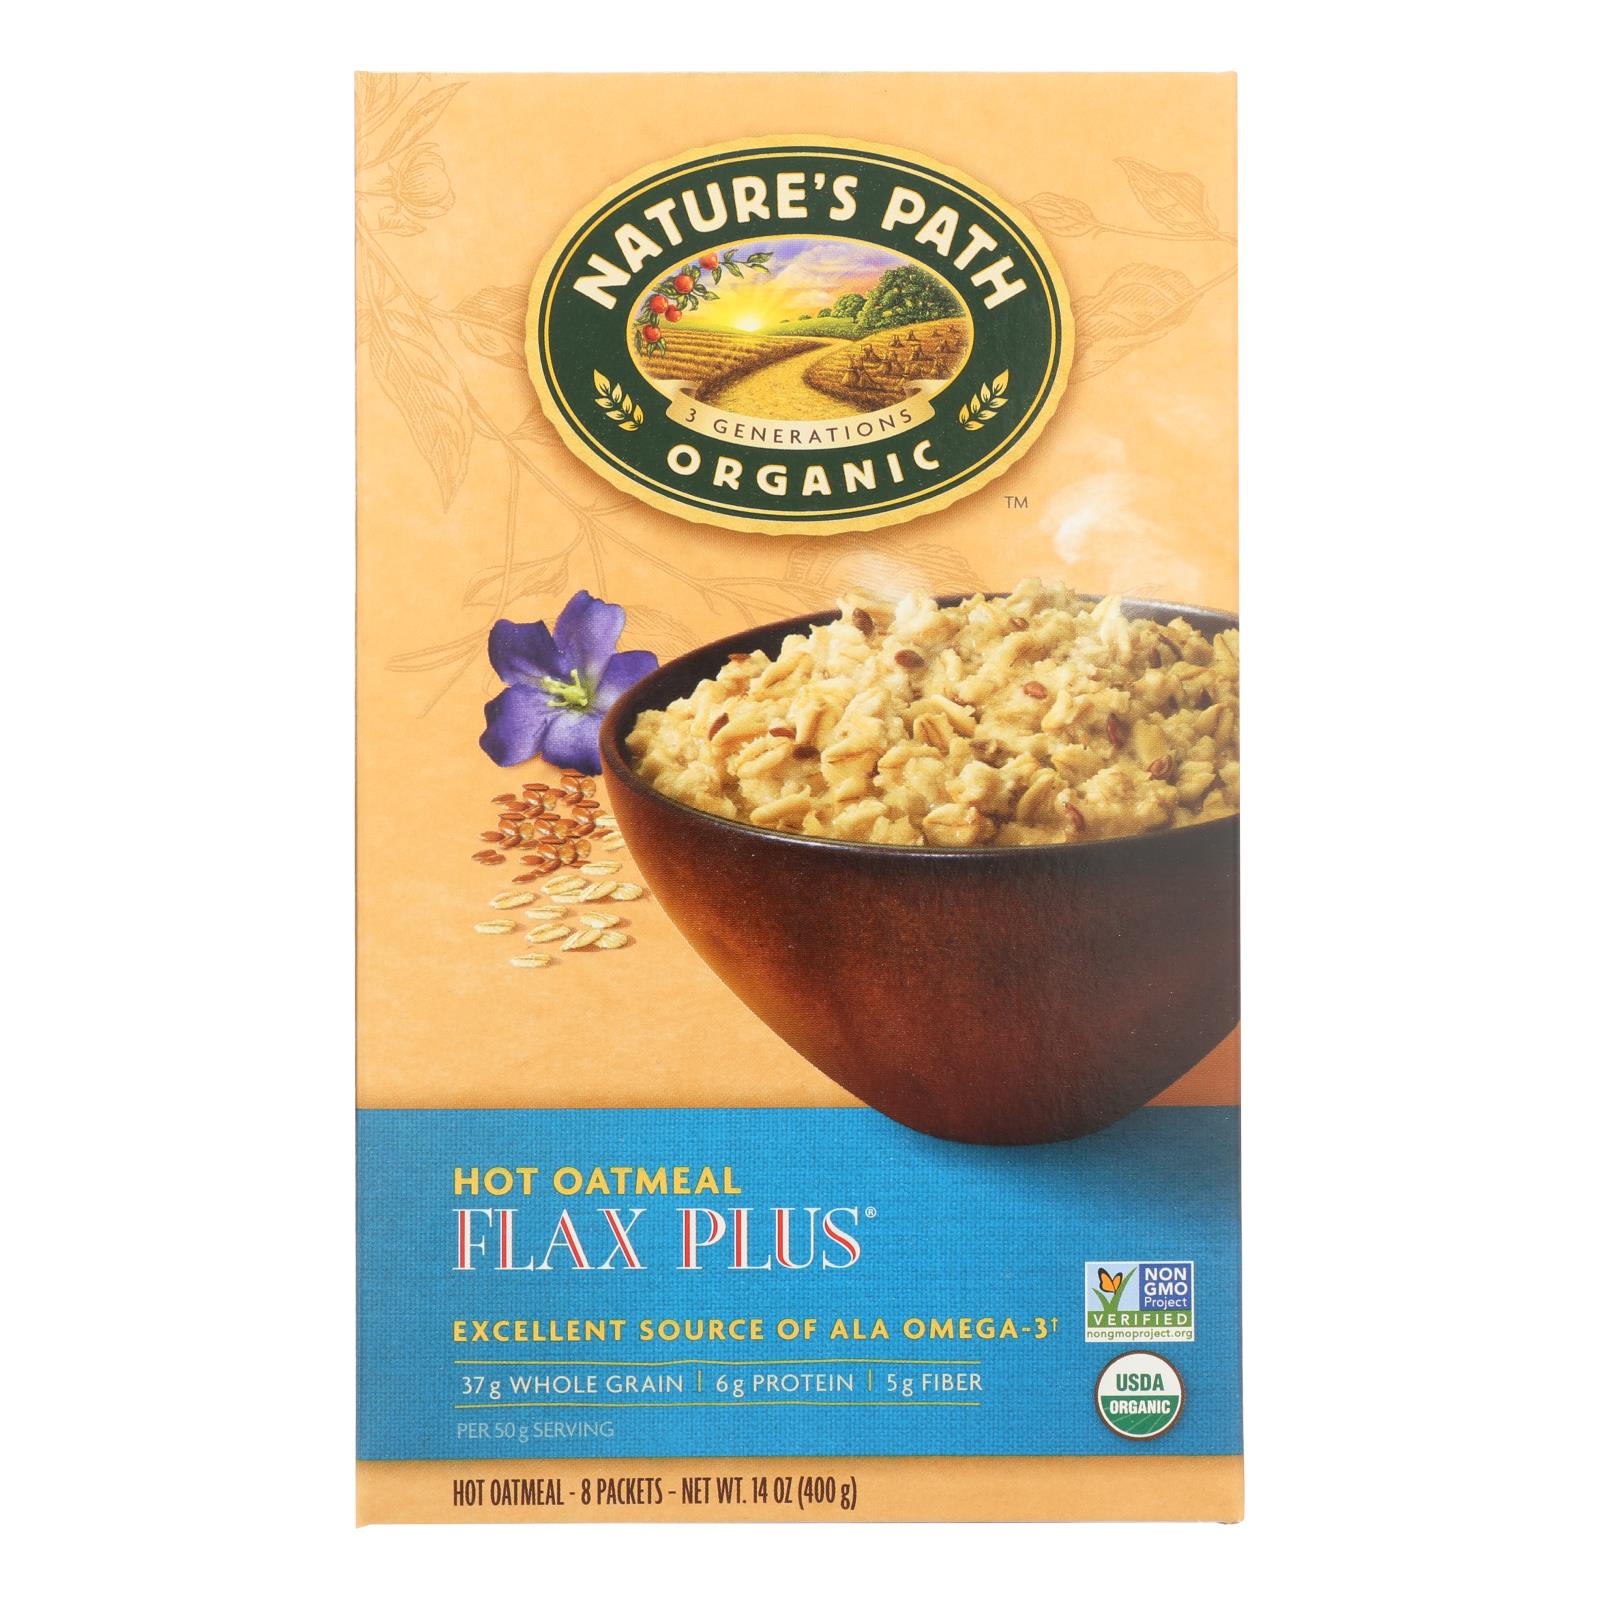 NATURE'S PATH
3 GENERATIONS
ORGANIC
TM
HOT OATMEAL
FLAX PLUS®
EXCELLENT SOURCE OF ALA OMEGA-3†
37g WHOLE GRAIN | 6g PROTEIN | 5g FIBER
PER 50g SERVING
NON
GMO
Project
VERIFIED
nongmoproject.org
USDA
ORGANIC
HOT OATMEAL - 8 PACKETS - NET WT. 14 OZ (400 g)